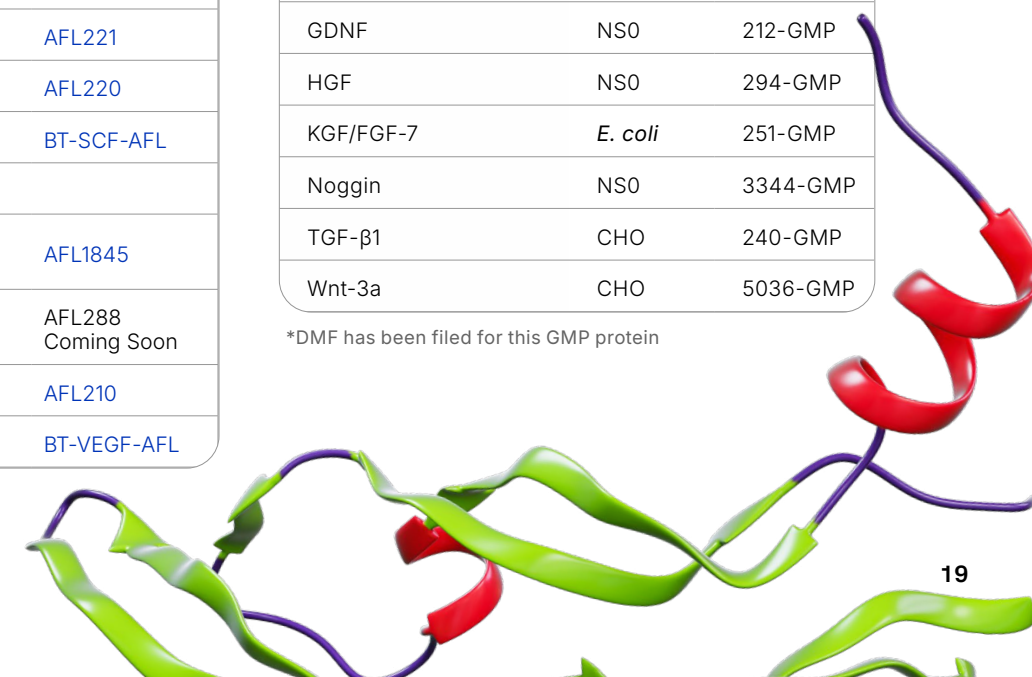 AFL221
AFL220
BT-SCF-AFL
AFL1845
AFL288
Coming Soon
AFL210
BT-VEGF-AFL
GDNF NS0 212-GMP
HGF NS0 294-GMP
KGF/FGF-7 E. coli 251-GMP
Noggin NS0 3344-GMP
TGF-β1 CHO 240-GMP
Wnt-3a CHO 5036-GMP
*DMF has been filed for this GMP protein
19